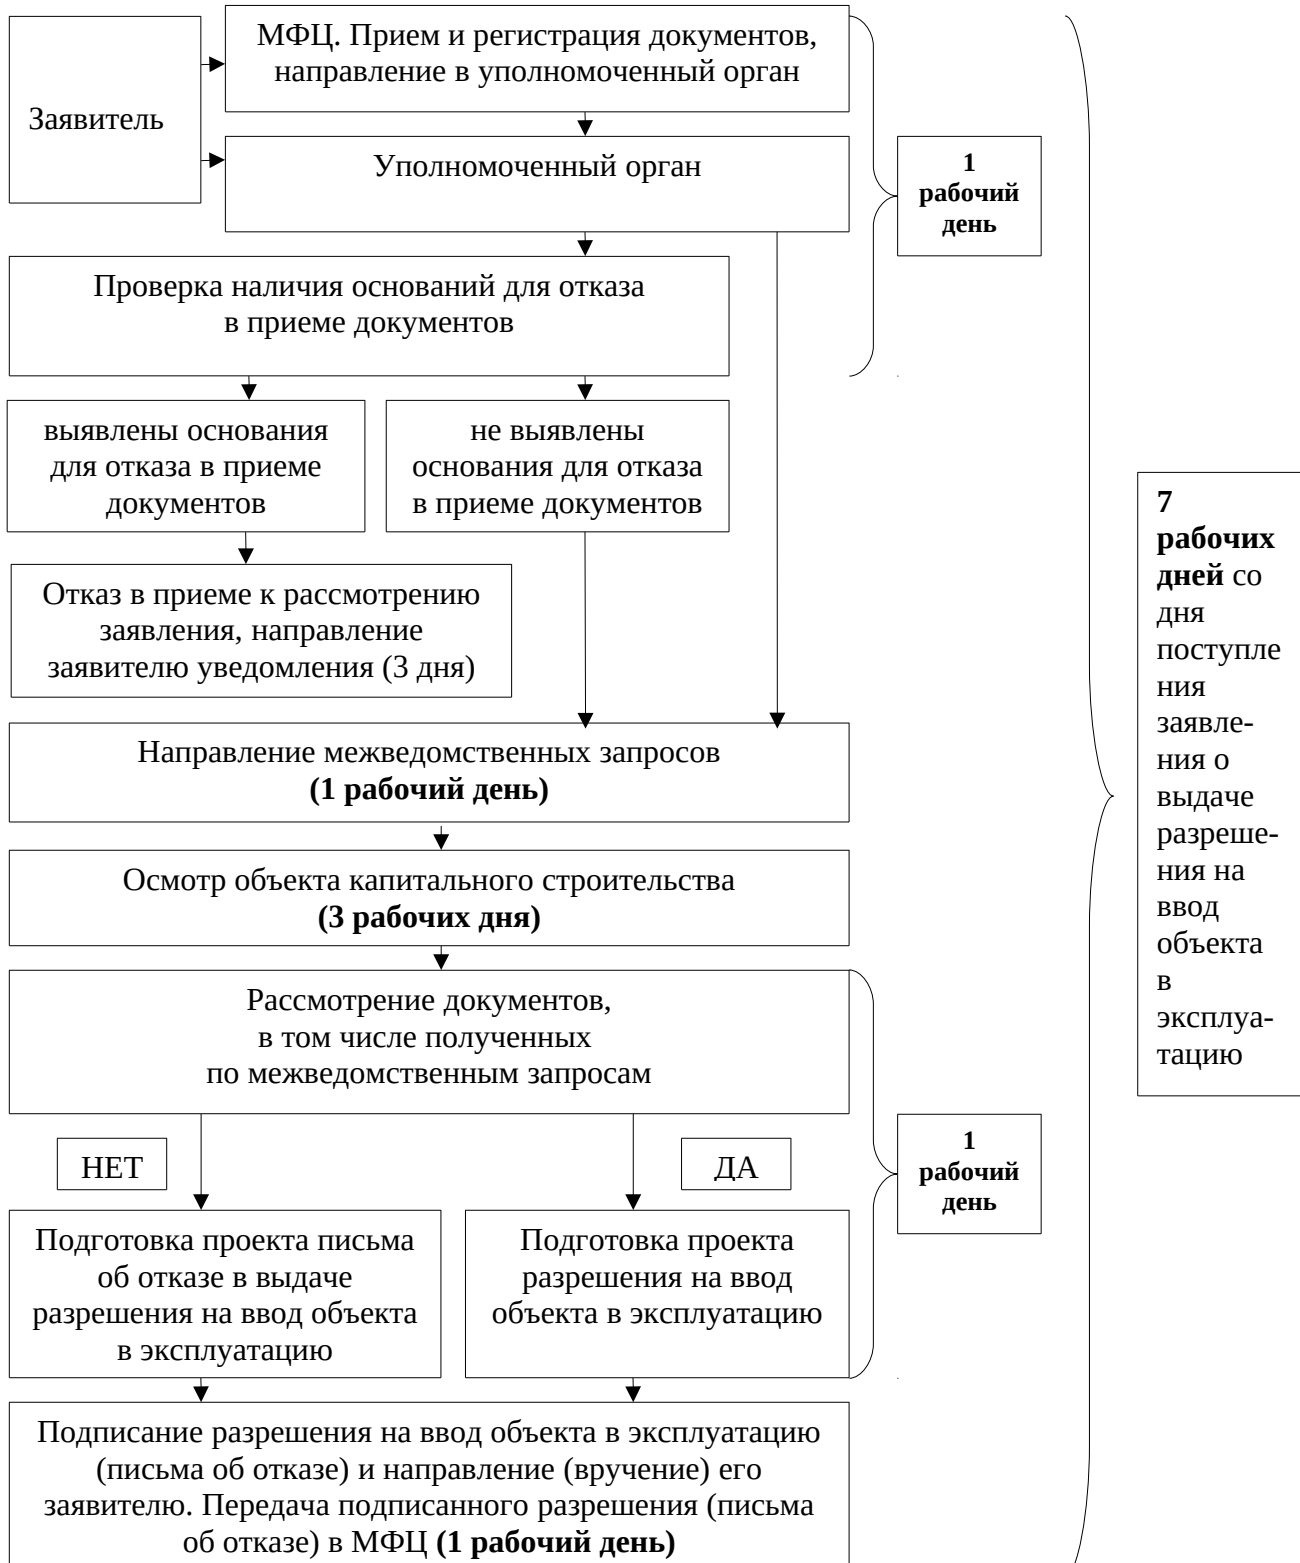 МФЦ. Прием и регистрация документов,
направление в уполномоченный орган
Заявитель
Уполномоченный орган
1
рабочий
день
Проверка наличия оснований для отказа
в приеме документов
выявлены основания
для отказа в приеме
документов
не выявлены
основания для отказа
в приеме документов
Отказ в приеме к рассмотрению
заявления, направление
заявителю уведомления (3 дня)
7
рабочих
дней со
дня
поступле
ния
заявле-
ния о
выдаче
разреше-
ния на
ввод
объекта
в
эксплуа-
тацию
Направление межведомственных запросов
(1 рабочий день)
Осмотр объекта капитального строительства
(3 рабочих дня)
Рассмотрение документов,
в том числе полученных
по межведомственным запросам
НЕТ
ДА
1
рабочий
день
Подготовка проекта письма
об отказе в выдаче
разрешения на ввод объекта
в эксплуатацию
Подготовка проекта
разрешения на ввод
объекта в эксплуатацию
Подписание разрешения на ввод объекта в эксплуатацию
(письма об отказе) и направление (вручение) его
заявителю. Передача подписанного разрешения (письма
об отказе) в МФЦ (1 рабочий день)